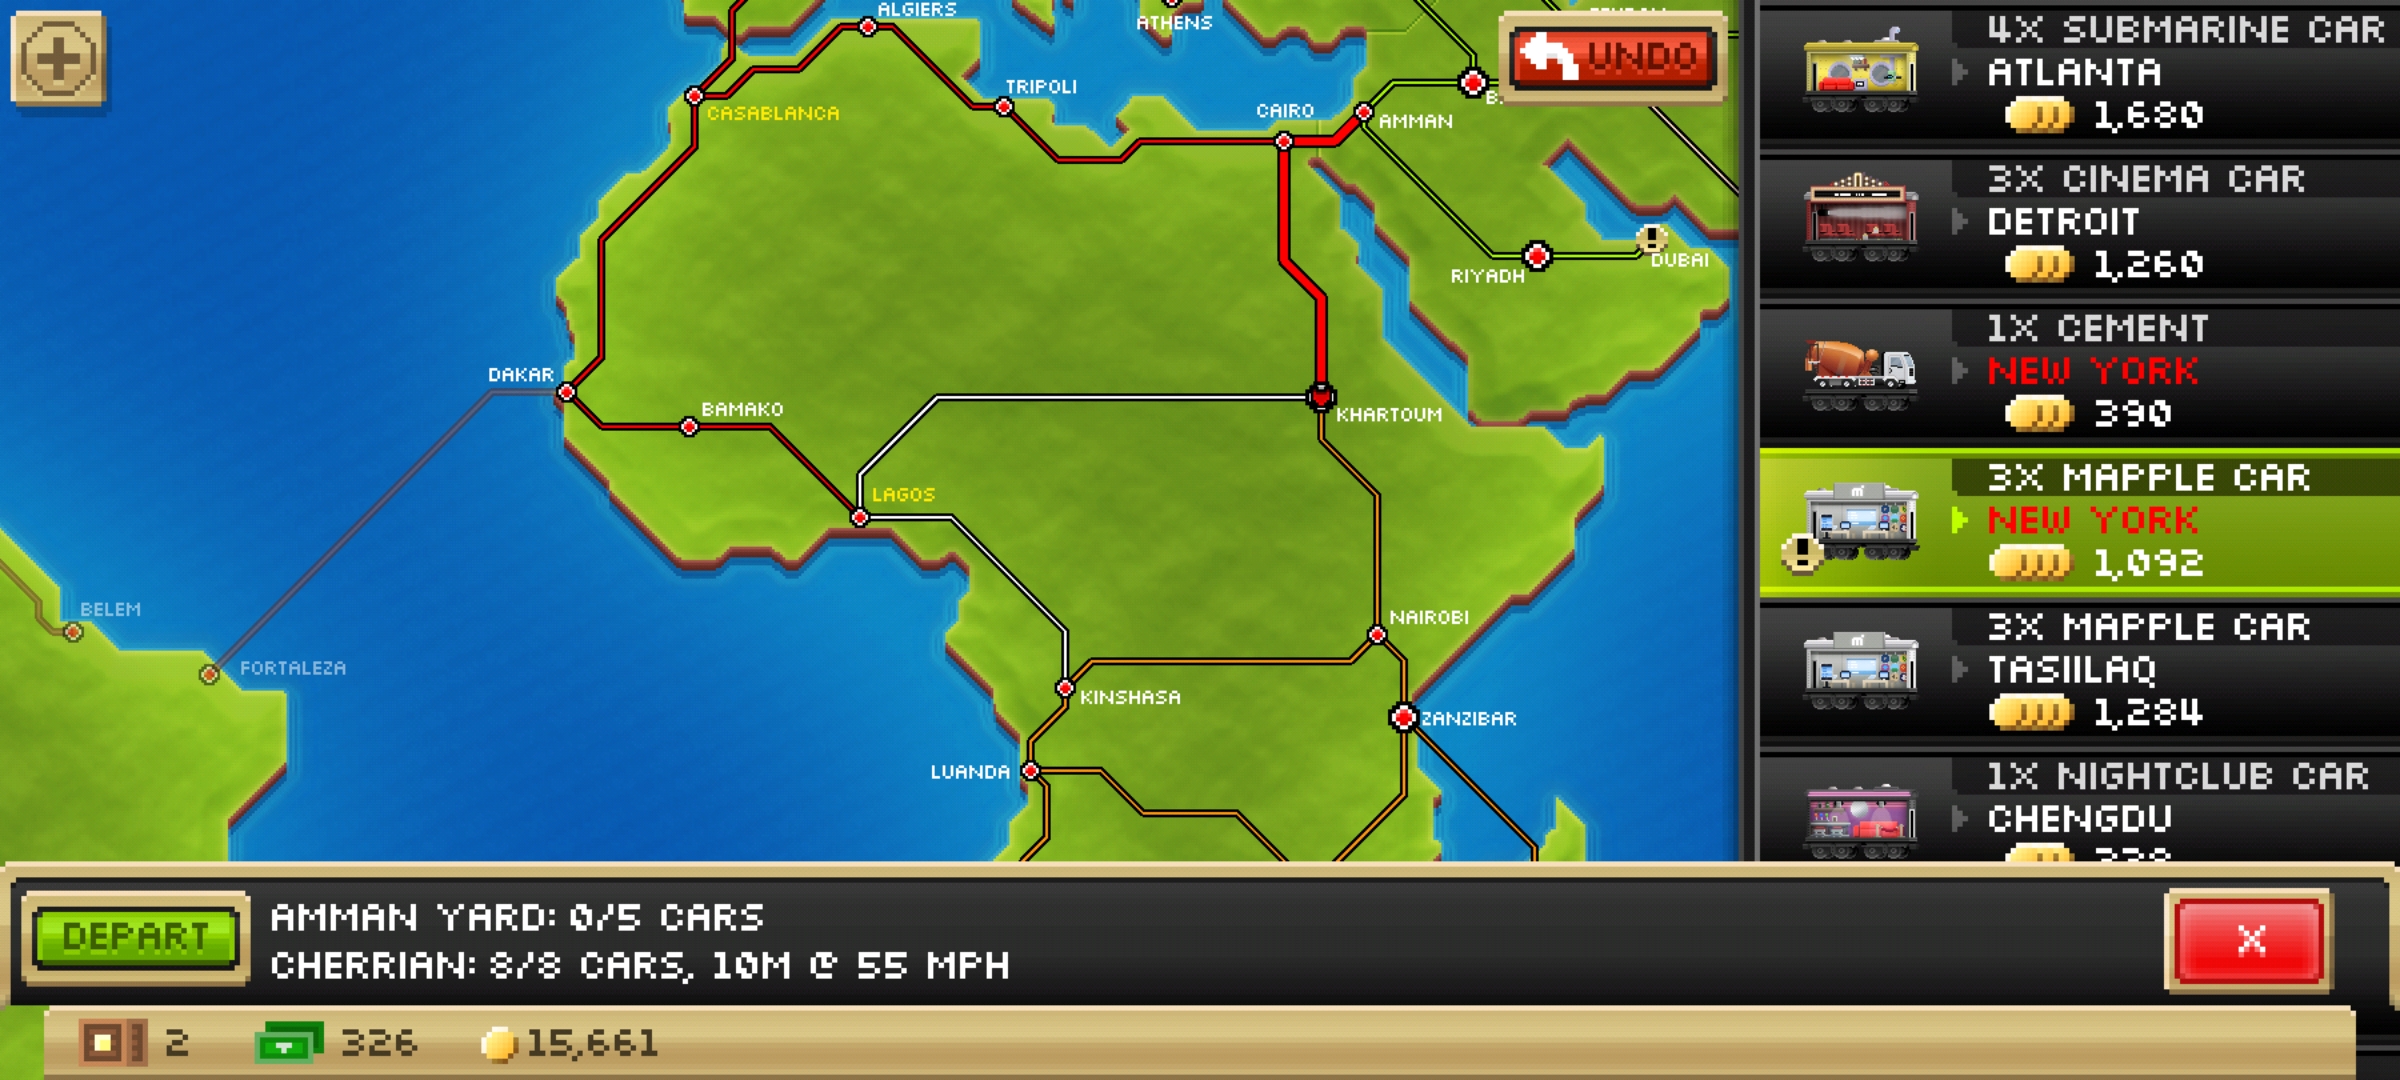 ALGIERS
ATHENS
UNDO
CASABLANCA
TRIPOLI
CAIRO
AMMAN
RIYADH
DUBAI
DAKAR
BAMAKO
KHARTOUM
LAGOS
BELEM
FORTALEZA
NAIROBI
KINSHASA
ZANZIBAR
LUANDA
4X SUBMARINE CAR
ATLANTA
1,680
3X CINEMA CAR
DETROIT
1,260
1X CEMENT
NEW YORK
390
3X MAPPLE CAR
NEW YORK
1,092
3X MAPPLE CAR
TASIILAQ
1,284
1X NIGHTCLUB CAR
CHENGDU
DEPART
AMMAN YARD: 0/5 CARS
CHERRIAN: 8/8 CARS, 10M @ 55 MPH
X
2
326
15,661